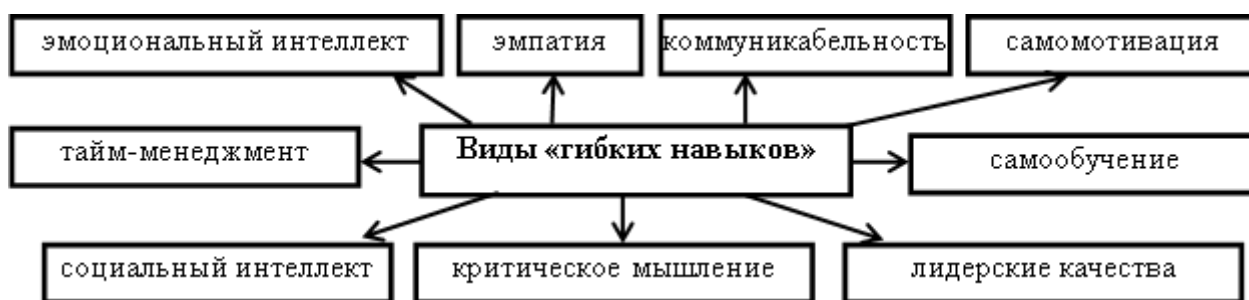 эмоциональный интеллект
эмпатия
коммуникабельность
самомотивация
тайм-менеджмент
Виды «гибких навыков»
самообучение
социальный интеллект
критическое мышление
лидерские качества